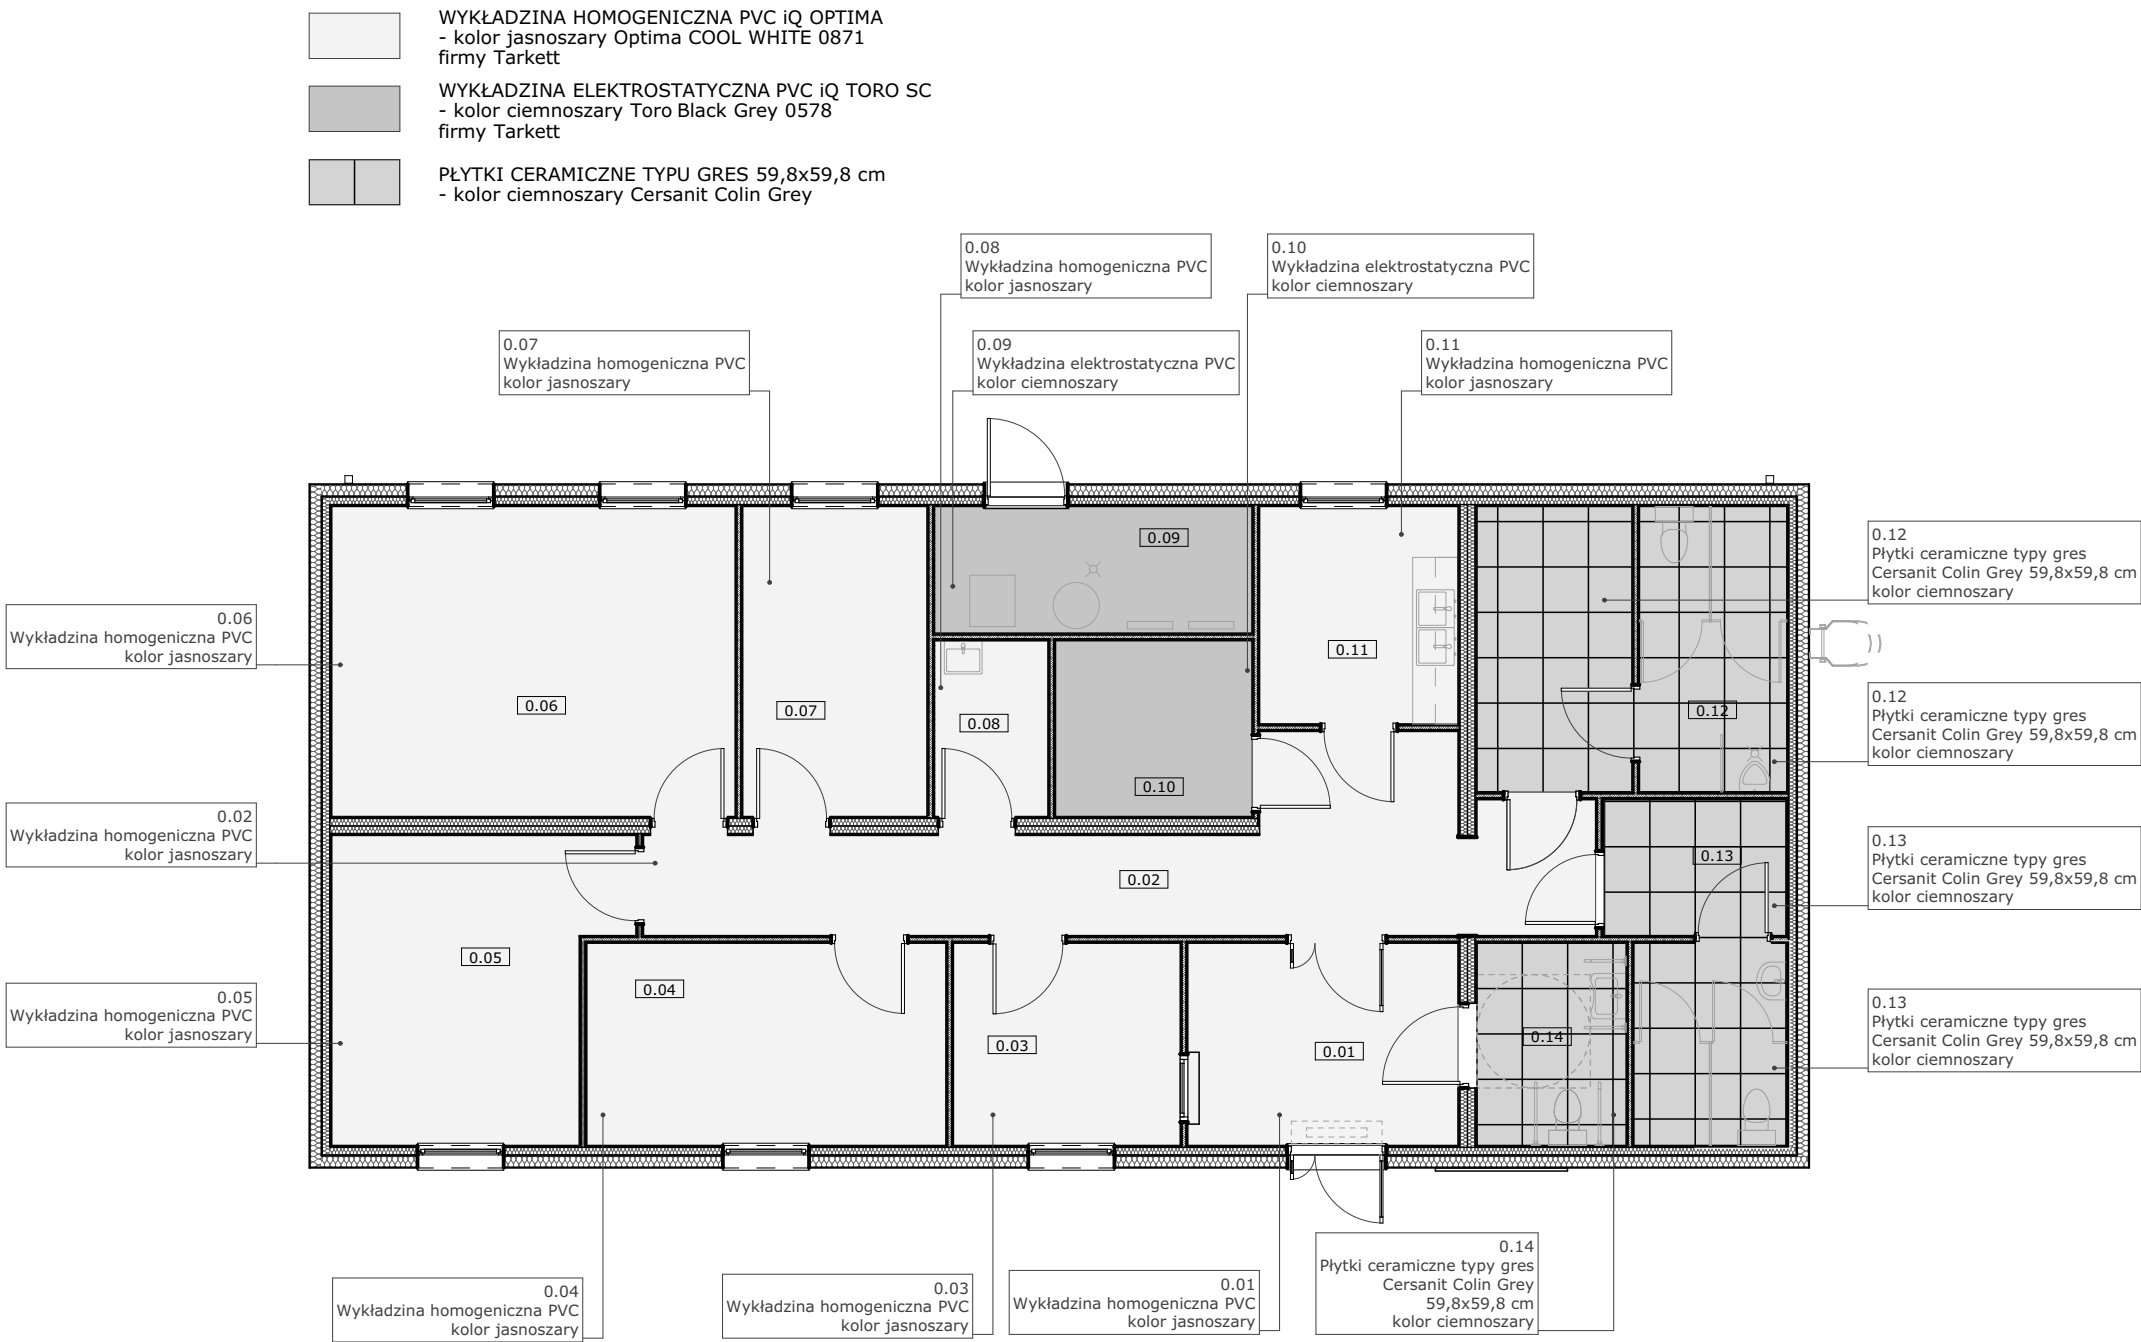 WYKŁADZINA HOMOGENICZNA PVC iQ OPTIMA
- kolor jasnoszary Optima COOL WHITE 0871
firmy Tarkett
WYKŁADZINA ELEKTROSTATYCZNA PVC iQ TORO SC
- kolor ciemnoszary Toro Black Grey 0578
firmy Tarkett
PŁYTKI CERAMICZNE TYPU GRES 59,8x59,8 cm
- kolor ciemnoszary Cersanit Colin Grey
0.08
Wykładzina homogeniczna PVC
kolor jasnoszary
0.10
Wykładzina elektrostatyczna PVC
kolor ciemnoszary
0.07
Wykładzina homogeniczna PVC
kolor jasnoszary
0.09
Wykładzina elektrostatyczna PVC
kolor ciemnoszary
0.11
Wykładzina homogeniczna PVC
kolor jasnoszary
0.12
Płytki ceramiczne typy gres
Cersanit Colin Grey 59,8x59,8 cm
kolor ciemnoszary
0.06
Wykładzina homogeniczna PVC
kolor jasnoszary
0.12
Płytki ceramiczne typy gres
Cersanit Colin Grey 59,8x59,8 cm
kolor ciemnoszary
0.02
Wykładzina homogeniczna PVC
kolor jasnoszary
0.13
Płytki ceramiczne typy gres
Cersanit Colin Grey 59,8x59,8 cm
kolor ciemnoszary
0.05
Wykładzina homogeniczna PVC
kolor jasnoszary
0.13
Płytki ceramiczne typy gres
Cersanit Colin Grey 59,8x59,8 cm
kolor ciemnoszary
0.09
0.11
0.06
0.07
0.08
0.12
0.10
0.13
0.02
0.05
0.04
0.03
0.01
0.14
0.04
Wykładzina homogeniczna PVC
kolor jasnoszary
0.03
Wykładzina homogeniczna PVC
kolor jasnoszary
0.01
Wykładzina homogeniczna PVC
kolor jasnoszary
0.14
Płytki ceramiczne typy gres
Cersanit Colin Grey
59,8x59,8 cm
kolor ciemnoszary